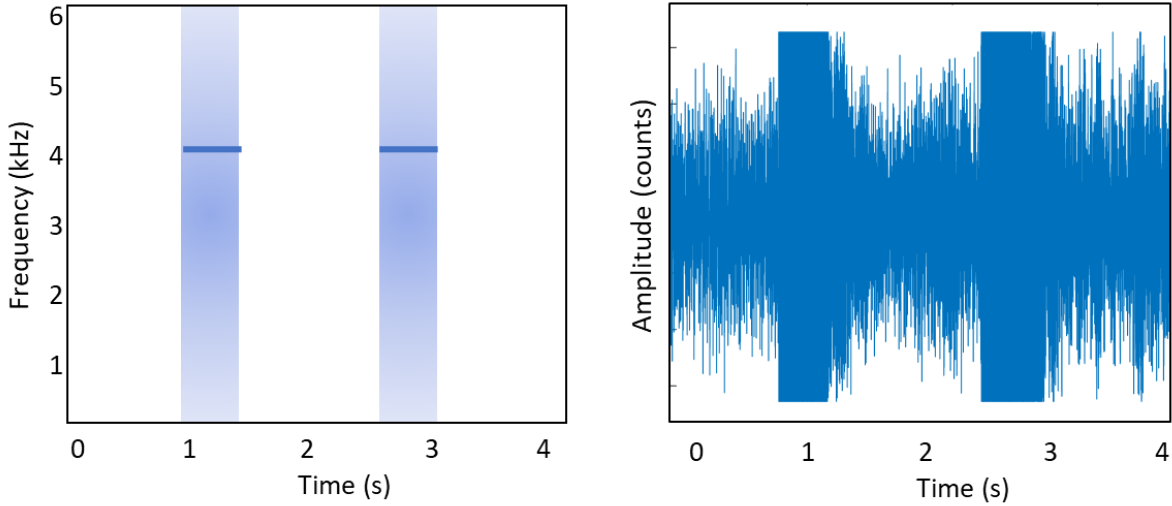 6
5
4
3
2
1
0 1 2 3 4
Frequency (kHz)
Time (s)
Amplitude (counts)
0 1 2 3 4
Time (s)